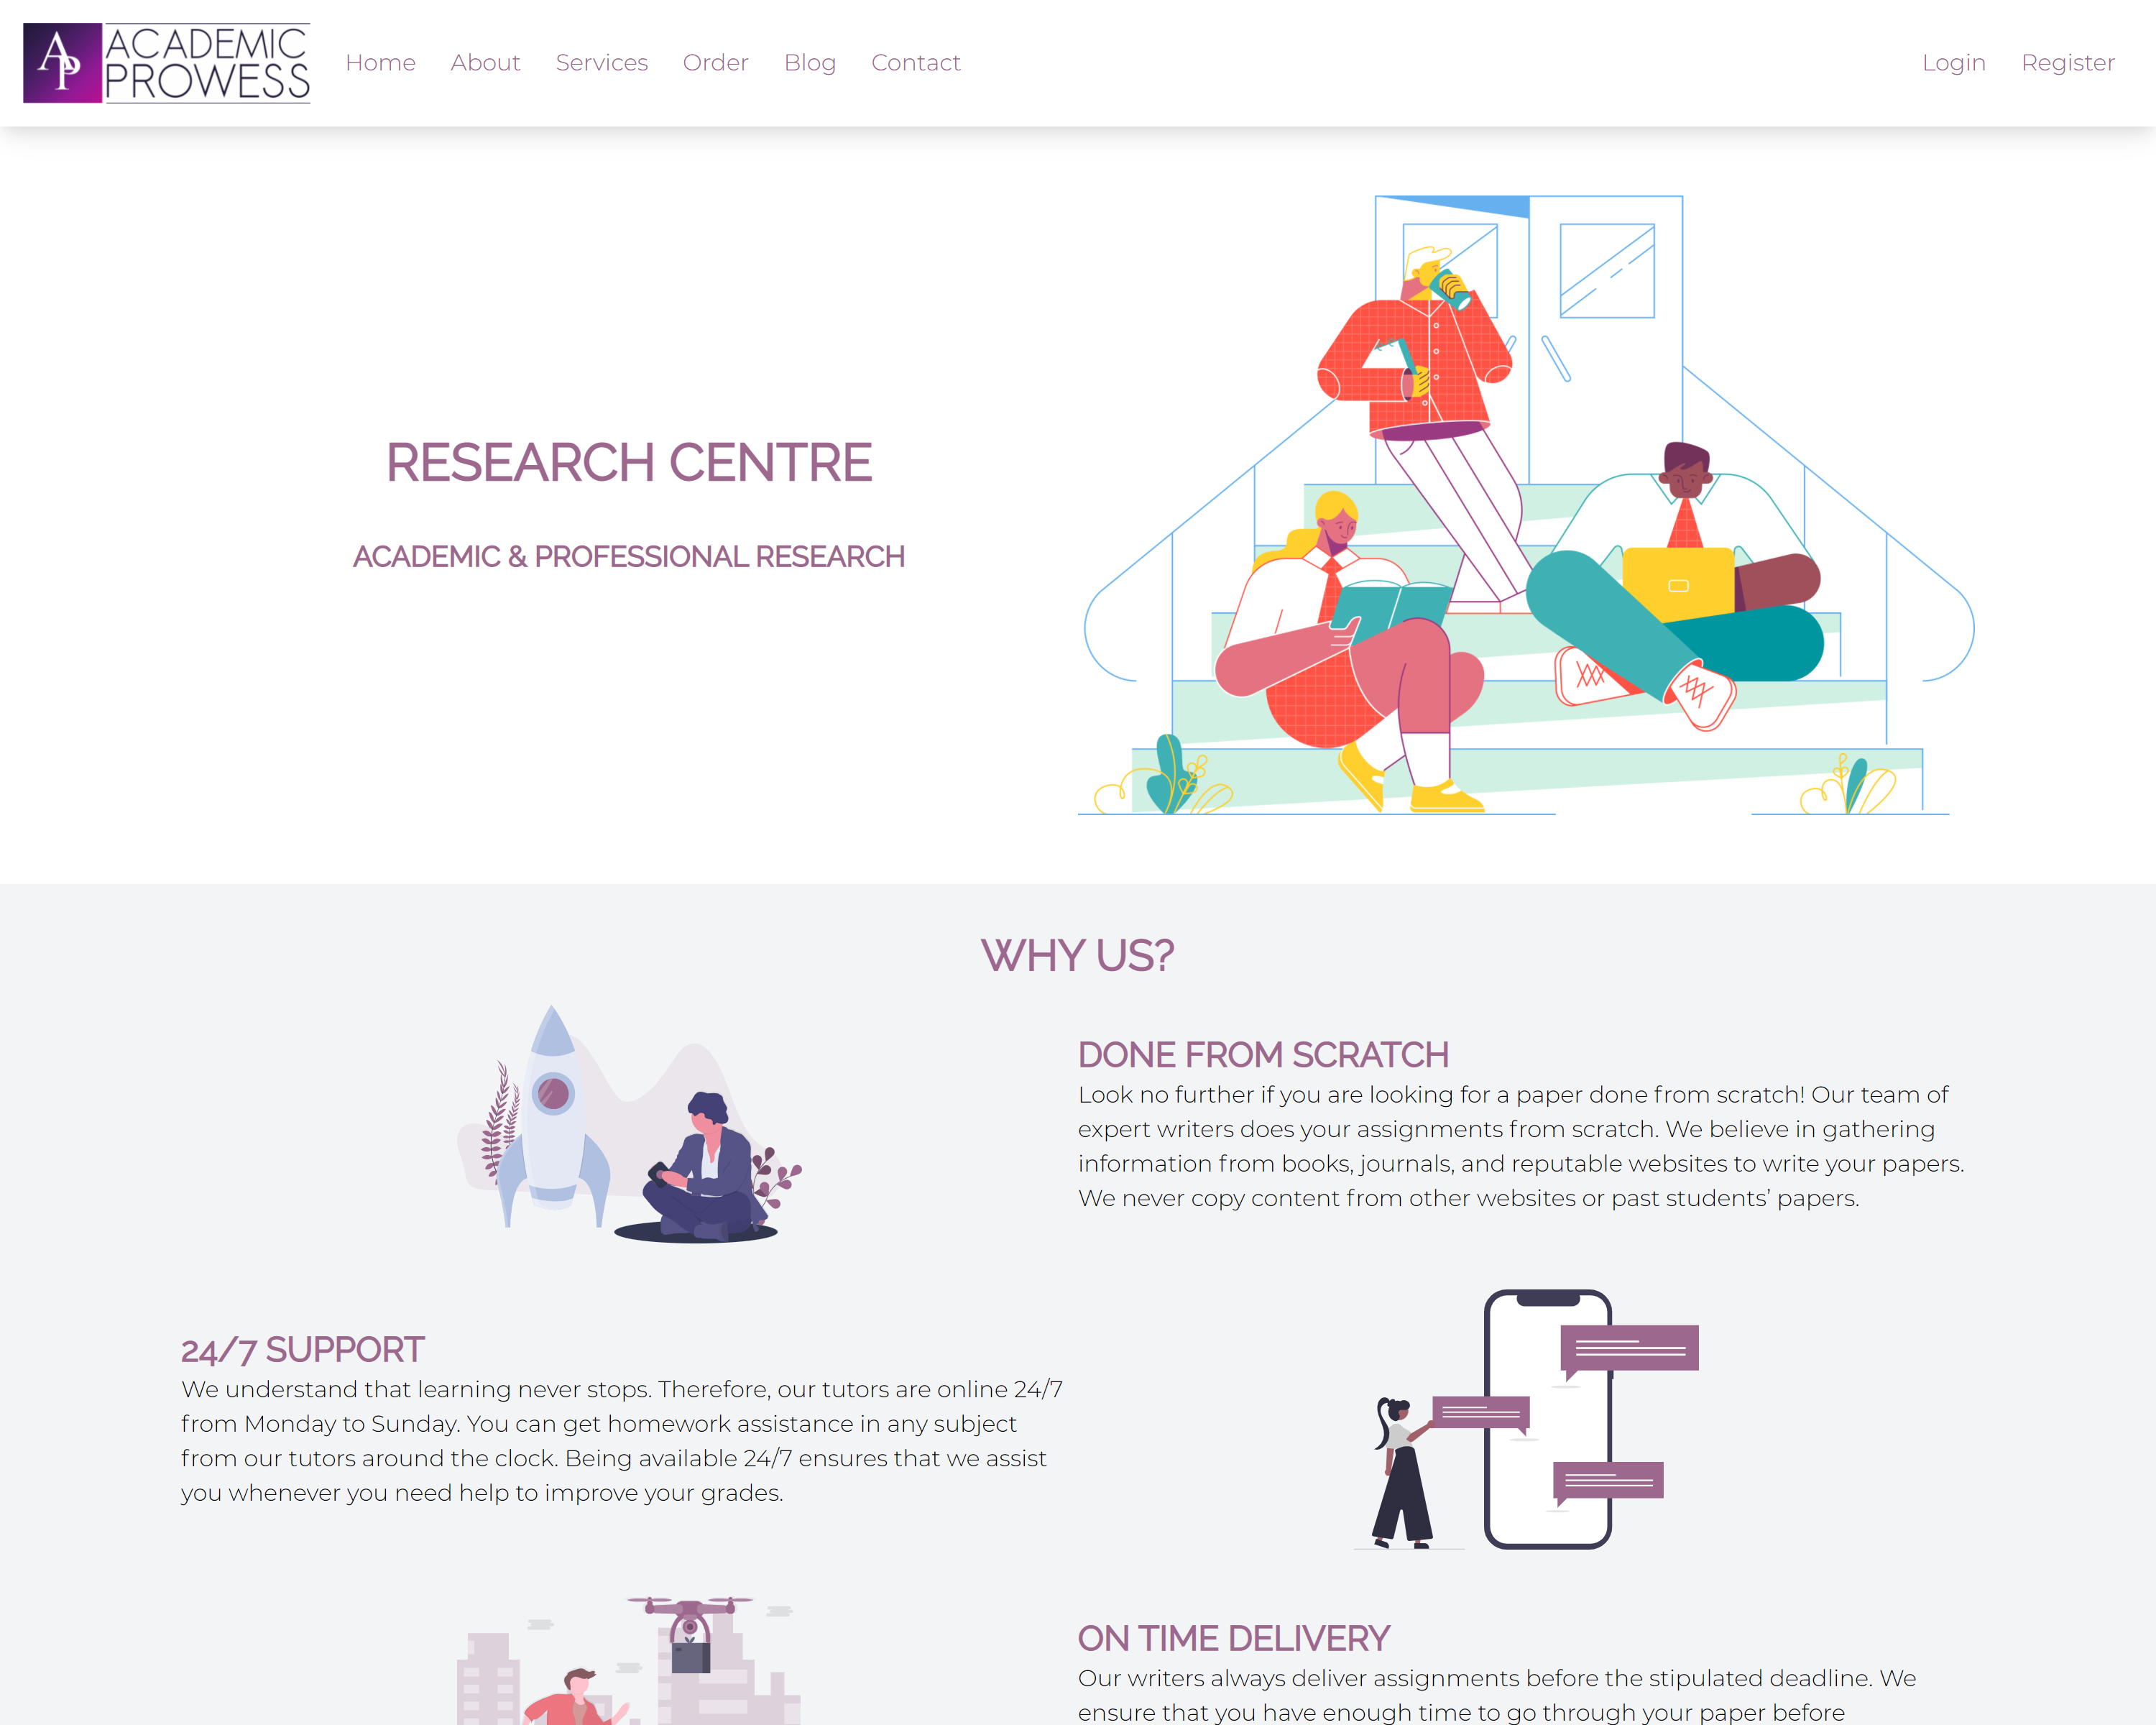 AP ACADEMIC
PROWESS
Home About Services Order Blog Contact Login Register
RESEARCH CENTRE
ACADEMIC & PROFESSIONAL RESEARCH
WHY US?
DONE FROM SCRATCH
Look no further if you are looking for a paper done from scratch! Our team of
expert writers does your assignments from scratch. We believe in gathering
information from books, journals, and reputable websites to write your papers.
We never copy content from other websites or past students’ papers.
24/7 SUPPORT
We understand that learning never stops. Therefore, our tutors are online 24/7
from Monday to Sunday. You can get homework assistance in any subject
from our tutors around the clock. Being available 24/7 ensures that we assist
you whenever you need help to improve your grades.
ON TIME DELIVERY
Our writers always deliver assignments before the stipulated deadline. We
ensure that you have enough time to go through your paper before